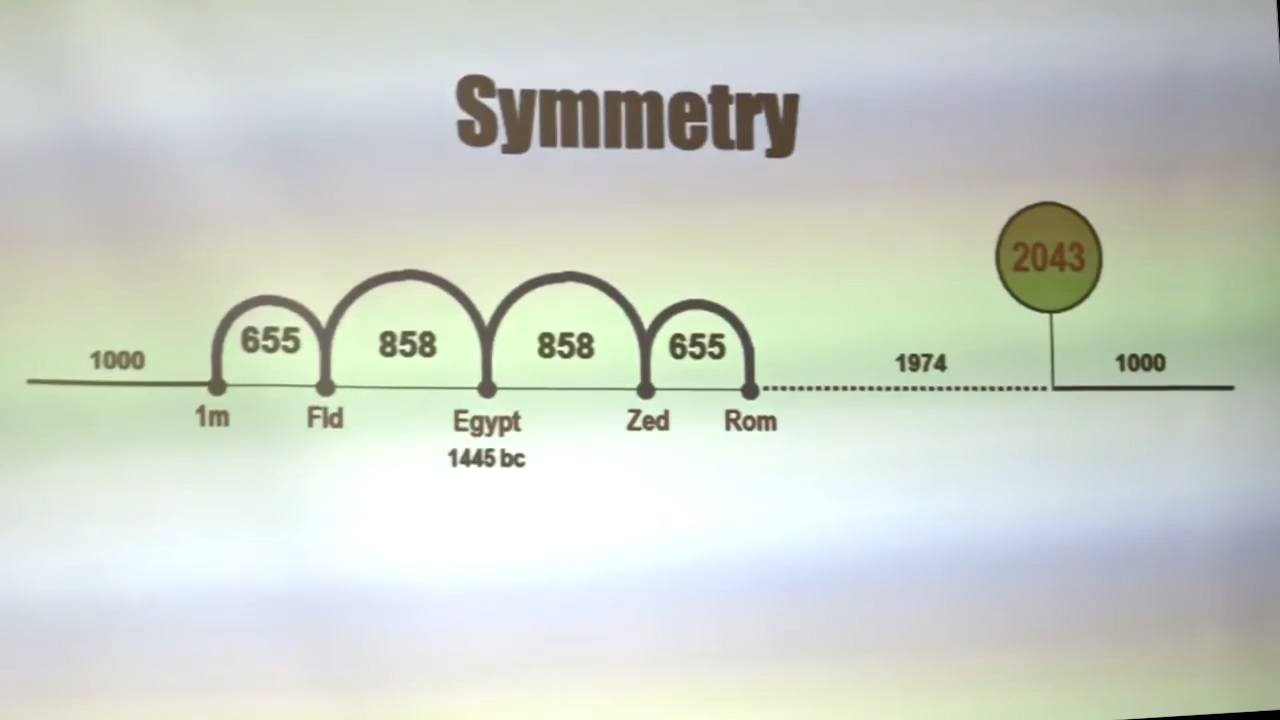 Symmetry
2043
655
858
858
655
1000
1974
1000
1m
Fld
Egypt
Zed
Rom
1445 bc